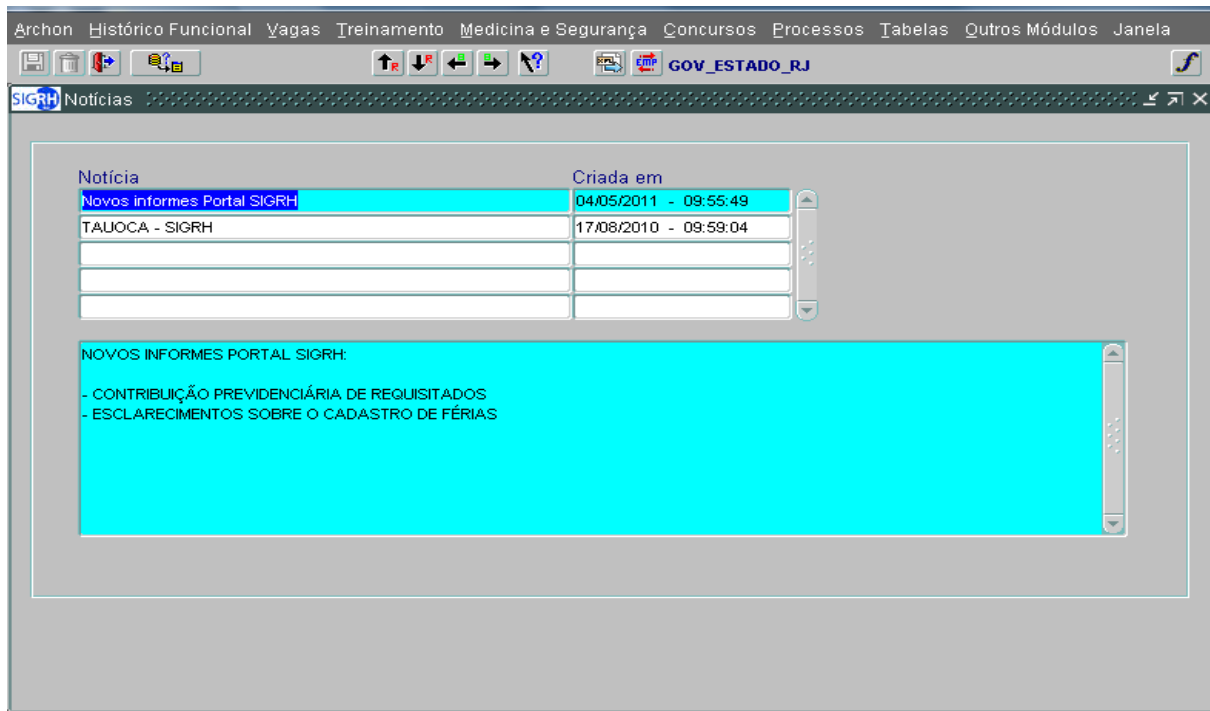 Archon Histórico Funcional Vagas Treinamento Medicina e Segurança Concursos Processos Tabelas Outros Módulos Janela
GOV_ESTADO_RJ
SIGRH Notícias
Notícia Criada em
Novos informes Portal SIGRH 04/05/2011 - 09:55:49
TAUOCA - SIGRH 17/08/2010 - 09:59:04
NOVOS INFORMES PORTAL SIGRH:
- CONTRIBUIÇÃO PREVIDENCIÁRIA DE REQUISITADOS
- ESCLARECIMENTOS SOBRE O CADASTRO DE FÉRIAS